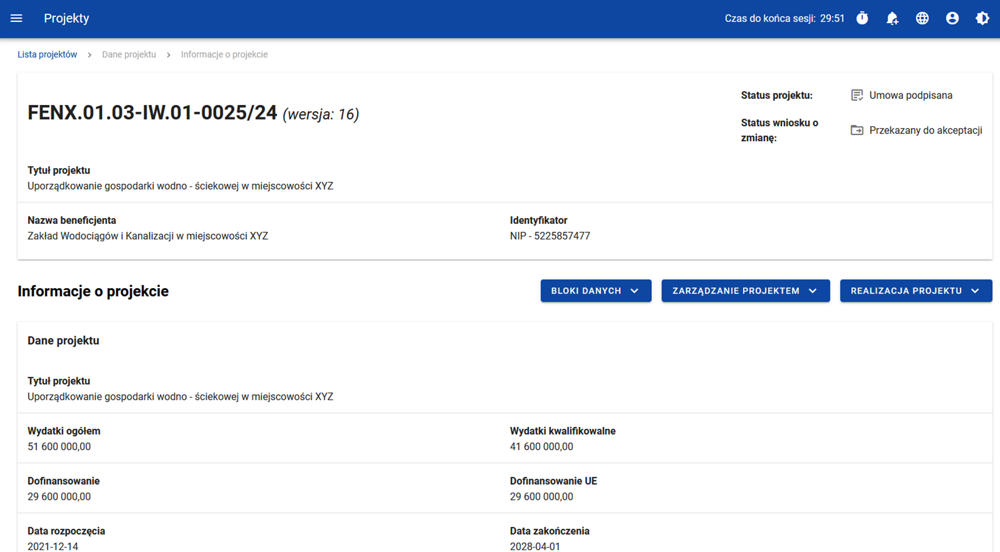 Projekty
Czas do końca sesji: 29:51
Lista projektów > Dane projektu > Informacje o projekcie
FENX.01.03-IW.01-0025/24 (wersja: 16)
Status projektu:
Umowa podpisana
Status wniosku o
zmianę:
Przekazany do akceptacji
Tytuł projektu
Uporządkowanie gospodarki wodno - ściekowej w miejscowości XYZ
Nazwa beneficjenta
Zakład Wodociągów i Kanalizacji w miejscowości XYZ
Identyfikator
NIP - 5225857477
Informacje o projekcie
BLOKI DANYCH
ZARZĄDZANIE PROJEKTEM
REALIZACJA PROJEKTU
Dane projektu
Tytuł projektu
Uporządkowanie gospodarki wodno - ściekowej w miejscowości XYZ
Wydatki ogółem
51 600 000,00
Wydatki kwalifikowalne
41 600 000,00
Dofinansowanie
29 600 000,00
Dofinansowanie UE
29 600 000,00
Data rozpoczęcia
2021-12-14
Data zakończenia
2028-04-01